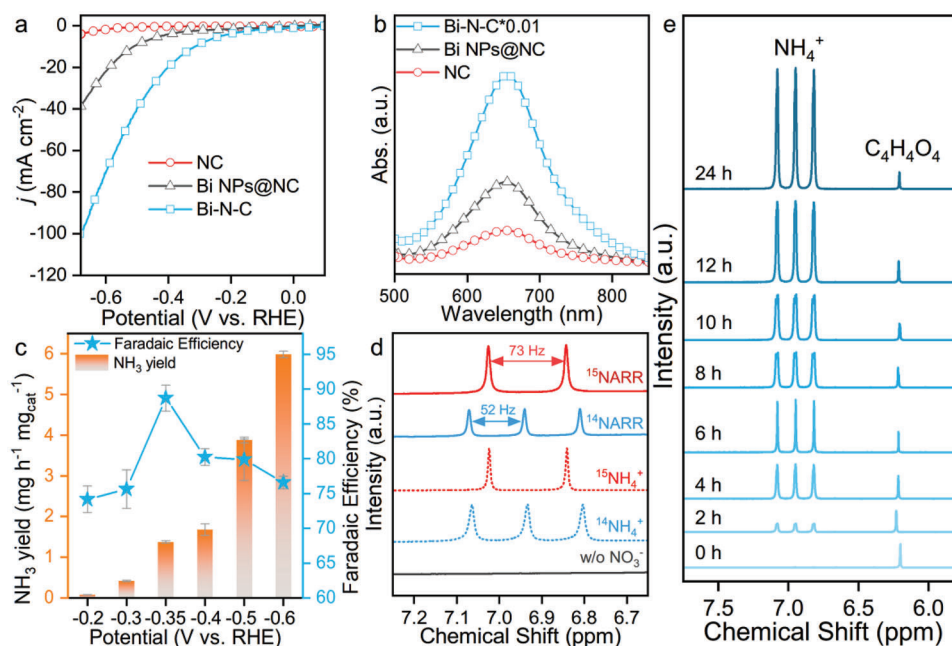 a
j (mA cm⁻²)
0
-20
-40
-60
-80
-100
-120
NC
Bi NPs@NC
Bi-N-C
-0.6
-0.4
-0.2
0.0
Potential (V vs. RHE)
b
Abs. (a.u.)
Bi-N-C*0.01
Bi NPs@NC
NC
500
600
700
800
Wavelength (nm)
c
NH₃ yield (mg h⁻¹ mg_cat⁻¹)
6
5
4
3
2
1
0
Faradaic Efficiency
NH₃ yield
95
90
85
80
75
70
65
60
Faradaic Efficiency (%)
-0.2
-0.3
-0.35
-0.4
-0.5
-0.6
Potential (V vs. RHE)
d
Intensity (a.u.)
73 Hz
¹⁵NARR
52 Hz
¹⁴NARR
¹⁵NH₄⁺
¹⁴NH₄⁺
w/o NO₃⁻
7.2
7.1
7.0
6.9
6.8
6.7
Chemical Shift (ppm)
e
Intensity (a.u.)
NH₄⁺
C₄H₄O₄
24 h
12 h
10 h
8 h
6 h
4 h
2 h
0 h
7.5
7.0
6.5
6.0
Chemical Shift (ppm)